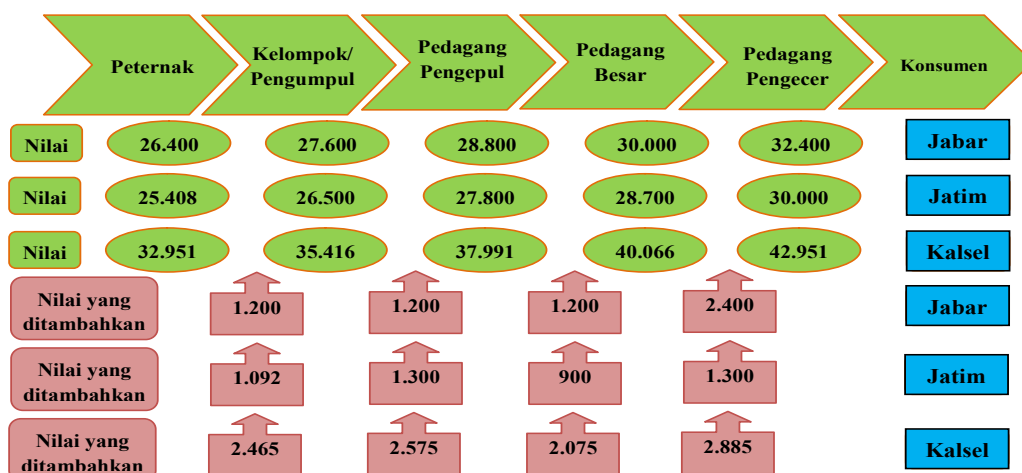 Peternak
Kelompok/
Pengumpul
Pedagang
Pengepul
Pedagang
Besar
Pedagang
Pengecer
Konsumen
Nilai
26.400
27.600
28.800
30.000
32.400
Jabar
Nilai
25.408
26.500
27.800
28.700
30.000
Jatim
Nilai
32.951
35.416
37.991
40.066
42.951
Kalsel
Nilai yang
ditambahkan
1.200
1.200
1.200
2.400
Jabar
Nilai yang
ditambahkan
1.092
1.300
900
1.300
Jatim
Nilai yang
ditambahkan
2.465
2.575
2.075
2.885
Kalsel